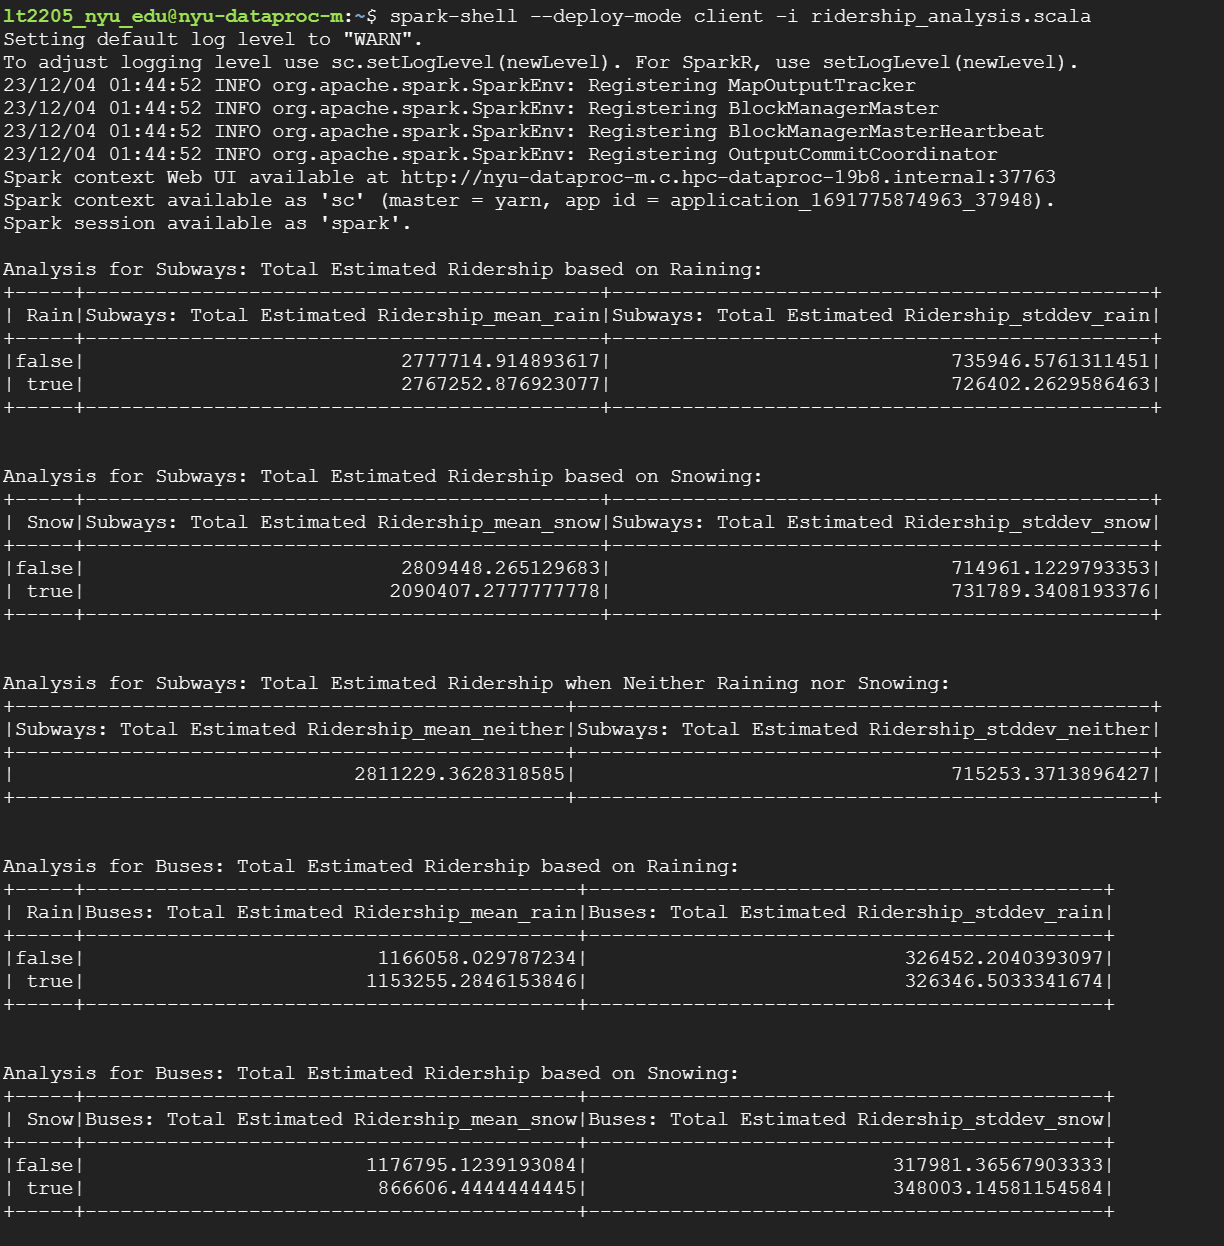 lt2205_nyu_edu@nyu-dataproc-m:~$ spark-shell --deploy-mode client -i ridership_analysis.scala
Setting default log level to "WARN".
To adjust logging level use sc.setLogLevel(newLevel). For SparkR, use setLogLevel(newLevel).
23/12/04 01:44:52 INFO org.apache.spark.SparkEnv: Registering MapOutputTracker
23/12/04 01:44:52 INFO org.apache.spark.SparkEnv: Registering BlockManagerMaster
23/12/04 01:44:52 INFO org.apache.spark.SparkEnv: Registering BlockManagerMasterHeartbeat
23/12/04 01:44:52 INFO org.apache.spark.SparkEnv: Registering OutputCommitCoordinator
Spark context Web UI available at http://nyu-dataproc-m.c.hpc-dataproc-19b8.internal:37763
Spark context available as 'sc' (master = yarn, app id = application_1691775874963_37948).
Spark session available as 'spark'.

Analysis for Subways: Total Estimated Ridership based on Raining:
+-----+--------------------------------------------+----------------------------------------------+
| Rain|Subways: Total Estimated Ridership_mean_rain|Subways: Total Estimated Ridership_stddev_rain|
+-----+--------------------------------------------+----------------------------------------------+
|false|                           2777714.914893617|                             735946.5761311451|
| true|                           2767252.876923077|                             726402.2629586463|
+-----+--------------------------------------------+----------------------------------------------+

Analysis for Subways: Total Estimated Ridership based on Snowing:
+-----+--------------------------------------------+----------------------------------------------+
| Snow|Subways: Total Estimated Ridership_mean_snow|Subways: Total Estimated Ridership_stddev_snow|
+-----+--------------------------------------------+----------------------------------------------+
|false|                           2809448.265129683|                             714961.1229793353|
| true|                          2090407.2777777778|                             731789.3408193376|
+-----+--------------------------------------------+----------------------------------------------+

Analysis for Subways: Total Estimated Ridership when Neither Raining nor Snowing:
+-----------------------------------------------+-------------------------------------------------+
|Subways: Total Estimated Ridership_mean_neither|Subways: Total Estimated Ridership_stddev_neither|
+-----------------------------------------------+-------------------------------------------------+
|                             2811229.3628318585|                                715253.3713896427|
+-----------------------------------------------+-------------------------------------------------+

Analysis for Buses: Total Estimated Ridership based on Raining:
+-----+------------------------------------------+--------------------------------------------+
| Rain|Buses: Total Estimated Ridership_mean_rain|Buses: Total Estimated Ridership_stddev_rain|
+-----+------------------------------------------+--------------------------------------------+
|false|                         1166058.029787234|                           326452.2040393097|
| true|                        1153255.2846153846|                           326346.5033341674|
+-----+------------------------------------------+--------------------------------------------+

Analysis for Buses: Total Estimated Ridership based on Snowing:
+-----+------------------------------------------+--------------------------------------------+
| Snow|Buses: Total Estimated Ridership_mean_snow|Buses: Total Estimated Ridership_stddev_snow|
+-----+------------------------------------------+--------------------------------------------+
|false|                        1176795.1239193084|                          317981.36567903333|
| true|                         866606.4444444445|                          348003.14581154584|
+-----+------------------------------------------+--------------------------------------------+